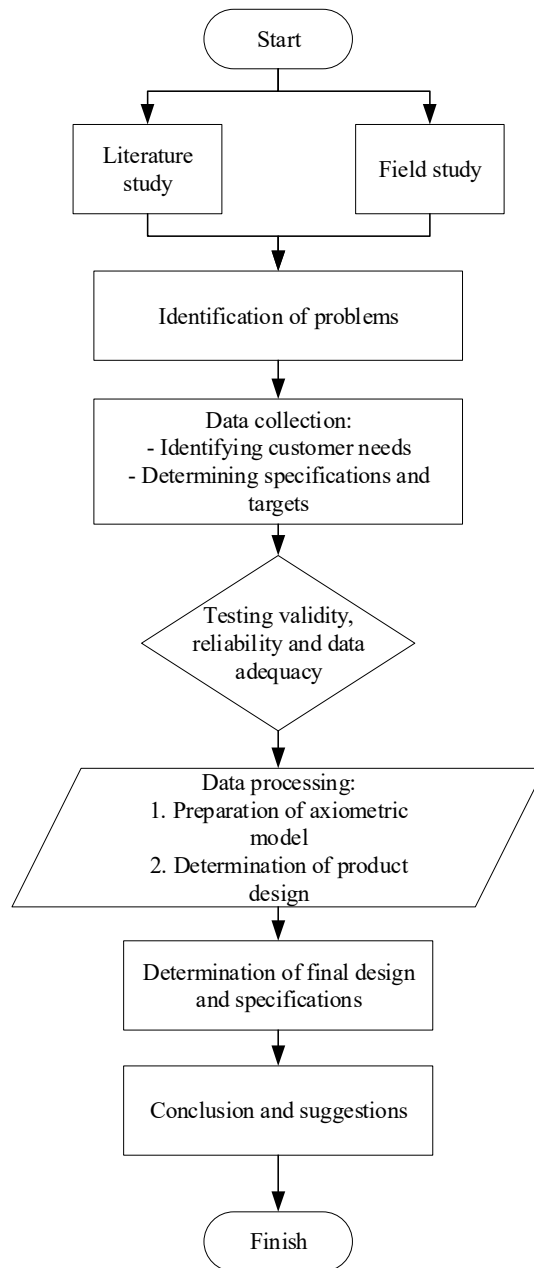 Start
Literature
study
Field study
Identification of problems
Data collection:
- Identifying customer needs
- Determining specifications and
targets
Testing validity,
reliability and data
adequacy
Data processing:
1. Preparation of axiometric
model
2. Determination of product
design
Determination of final design
and specifications
Conclusion and suggestions
Finish